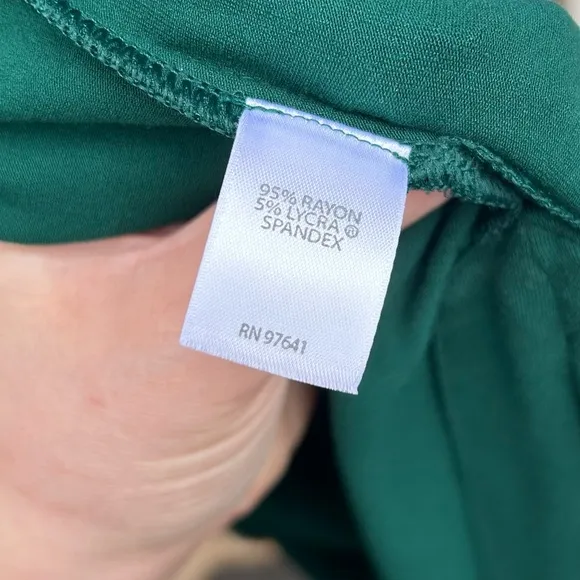 95% RAYON
5% LYCRA ®
SPANDEX
RN 97641